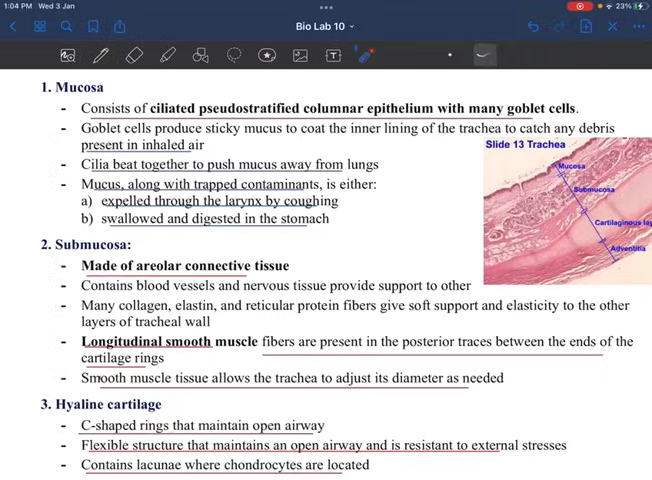 1:04 PM Wed 3 Jan
23%
Bio Lab 10
1. Mucosa
- Consists of ciliated pseudostratified columnar epithelium with many goblet cells.
- Goblet cells produce sticky mucus to coat the inner lining of the trachea to catch any debris
present in inhaled air
- Cilia beat together to push mucus away from lungs
- Mucus, along with trapped contaminants, is either:
a) expelled through the larynx by coughing
b) swallowed and digested in the stomach
Slide 13 Trachea
Mucosa
Submucosa
Cartilaginous lay
Adventitia
2. Submucosa:
- Made of areolar connective tissue
- Contains blood vessels and nervous tissue provide support to other
- Many collagen, elastin, and reticular protein fibers give soft support and elasticity to the other
layers of tracheal wall
- Longitudinal smooth muscle fibers are present in the posterior traces between the ends of the
cartilage rings
- Smooth muscle tissue allows the trachea to adjust its diameter as needed
3. Hyaline cartilage
- C-shaped rings that maintain open airway
- Flexible structure that maintains an open airway and is resistant to external stresses
- Contains lacunae where chondrocytes are located